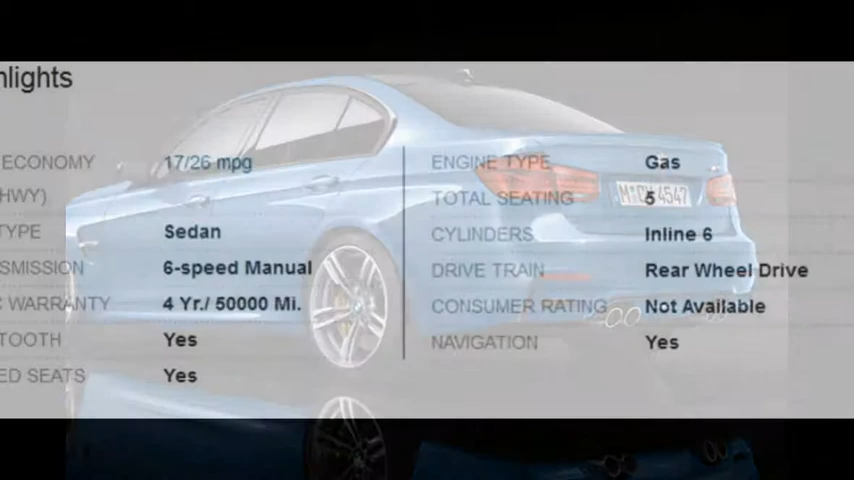 hlights
ECONOMY 17/26 mpg
HWY)
TYPE Sedan
SMISSION 6-speed Manual
C WARRANTY 4 Yr./ 50000 Mi.
TOOTH Yes
ED SEATS Yes
ENGINE TYPE Gas
TOTAL SEATING 5
CYLINDERS Inline 6
DRIVE TRAIN Rear Wheel Drive
CONSUMER RATING Not Available
NAVIGATION Yes
4547